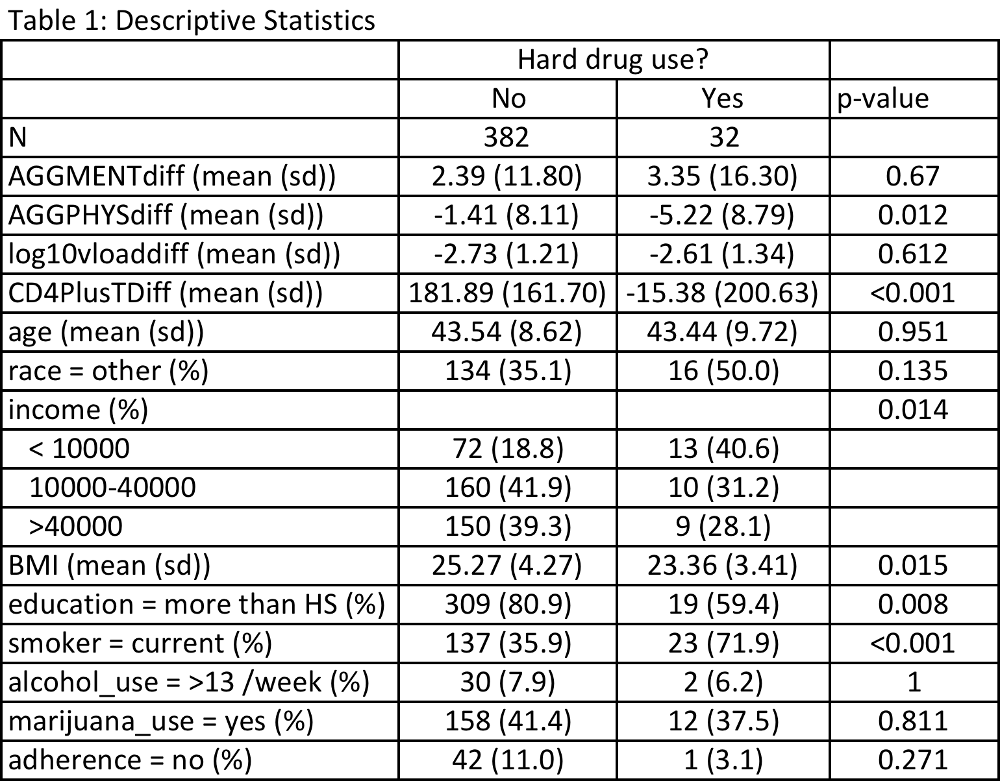 Table 1: Descriptive Statistics
Hard drug use?
No Yes p-value
N 382 32
AGGMENTdiff (mean (sd)) 2.39 (11.80) 3.35 (16.30) 0.67
AGGPHYSdiff (mean (sd)) -1.41 (8.11) -5.22 (8.79) 0.012
log10vloaddiff (mean (sd)) -2.73 (1.21) -2.61 (1.34) 0.612
CD4PlusTDiff (mean (sd)) 181.89 (161.70) -15.38 (200.63) <0.001
age (mean (sd)) 43.54 (8.62) 43.44 (9.72) 0.951
race = other (%) 134 (35.1) 16 (50.0) 0.135
income (%) 0.014
< 10000 72 (18.8) 13 (40.6)
10000-40000 160 (41.9) 10 (31.2)
>40000 150 (39.3) 9 (28.1)
BMI (mean (sd)) 25.27 (4.27) 23.36 (3.41) 0.015
education = more than HS (%) 309 (80.9) 19 (59.4) 0.008
smoker = current (%) 137 (35.9) 23 (71.9) <0.001
alcohol_use = >13 /week (%) 30 (7.9) 2 (6.2) 1
marijuana_use = yes (%) 158 (41.4) 12 (37.5) 0.811
adherence = no (%) 42 (11.0) 1 (3.1) 0.271